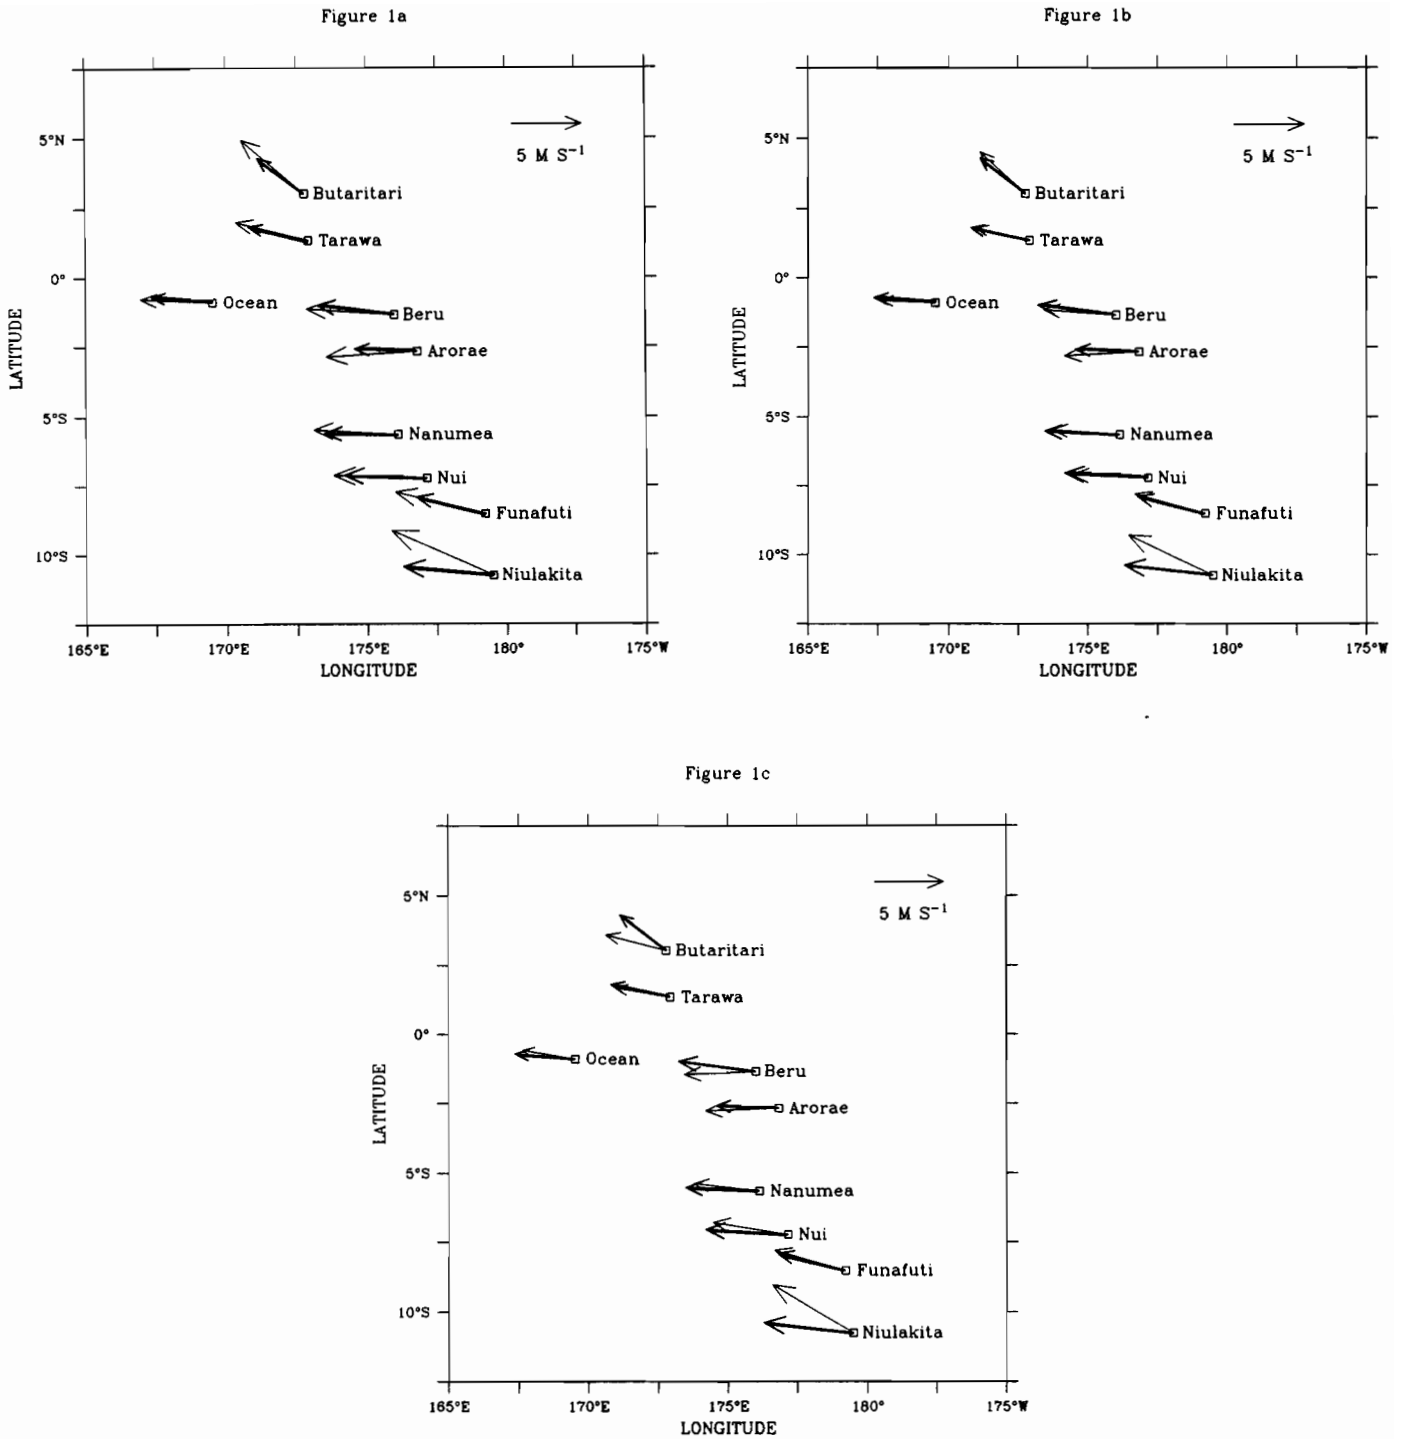 Figure 1a
5°N
0°
5°S
10°S
LATITUDE
5 M S⁻¹
Butaritari
Tarawa
Ocean
Beru
Arorae
Nanumea
Nui
Funafuti
Niulakita
165°E 170°E 175°E 180° 175°W
LONGITUDE
Figure 1b
5°N
0°
5°S
10°S
LATITUDE
5 M S⁻¹
Butaritari
Tarawa
Ocean
Beru
Arorae
Nanumea
Nui
Funafuti
Niulakita
165°E 170°E 175°E 180° 175°W
LONGITUDE
Figure 1c
5°N
0°
5°S
10°S
LATITUDE
5 M S⁻¹
Butaritari
Tarawa
Ocean
Beru
Arorae
Nanumea
Nui
Funafuti
Niulakita
165°E 170°E 175°E 180° 175°W
LONGITUDE